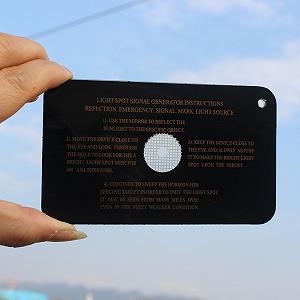 LIGHT SPOT SIGNAL GENERATOR INSTRUCTIONS
REFECTION, EMERGENCY, SIGNAL, MARK, LIGHT SOURCE
1). USE THE MIRROR TO REFLECT THE
SUNLIGHT TO THE SPECIFIC OBJECT
2). MOVE THE DEVICE CLOSE TO
THE EYE AND LOOK THROUGH
THE HOLE TO LOOK FOR THE A
BRIGHT LIGHT SPOT WHICH IS
AN AIM INDICATOR.
3). KEEP THE DEVICE CLOSE TO
THE EYE AND SLOWLY ADJUST
IT TO MAKE THE BRIGHT LIGHT
SPOT UPON THE TARGET
4). CONTINUE TO SWEEP THE HORIZON FOR
SPECIFIC TARGET IN ORDER TO EMIT THE LIGHT SPOT
IT MAY BE SEEN FROM MANY MILES AWAY
EVEN IN THE FUZZY WEATHER CONDITION